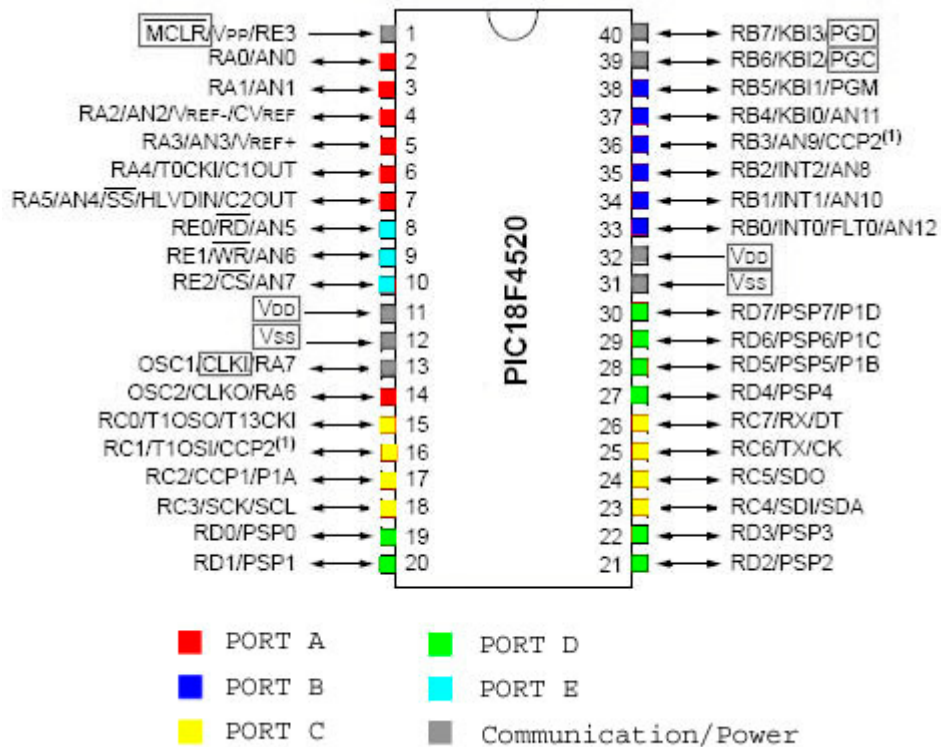 MCLR/VPP/RE3 1
RA0/AN0 2
RA1/AN1 3
RA2/AN2/VREF-/CVREF 4
RA3/AN3/VREF+ 5
RA4/T0CKI/C1OUT 6
RA5/AN4/SS/HLVDIN/C2OUT 7
RE0/RD/AN5 8
RE1/WR/AN6 9
RE2/CS/AN7 10
VDD 11
VSS 12
OSC1/CLKI/RA7 13
OSC2/CLKO/RA6 14
RC0/T1OSO/T13CKI 15
RC1/T1OSI/CCP2(1) 16
RC2/CCP1/P1A 17
RC3/SCK/SCL 18
RD0/PSP0 19
RD1/PSP1 20
PIC18F4520
40 RB7/KBI3/PGD
39 RB6/KBI2/PGC
38 RB5/KBI1/PGM
37 RB4/KBI0/AN11
36 RB3/AN9/CCP2(1)
35 RB2/INT2/AN8
34 RB1/INT1/AN10
33 RB0/INT0/FLT0/AN12
32 VDD
31 VSS
30 RD7/PSP7/P1D
29 RD6/PSP6/P1C
28 RD5/PSP5/P1B
27 RD4/PSP4
26 RC7/RX/DT
25 RC6/TX/CK
24 RC5/SDO
23 RC4/SDI/SDA
22 RD3/PSP3
21 RD2/PSP2
PORT A
PORT B
PORT C
PORT D
PORT E
Communication/Power